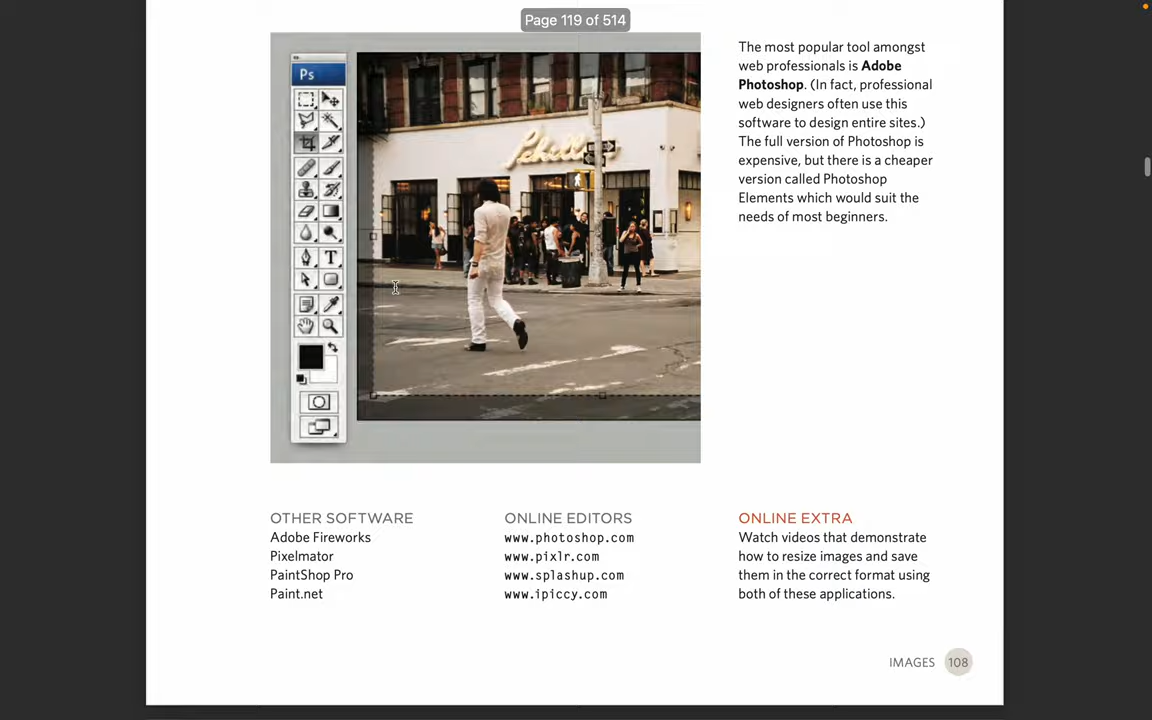 Page 119 of 514
The most popular tool amongst
web professionals is Adobe
Photoshop. (In fact, professional
web designers often use this
software to design entire sites.)
The full version of Photoshop is
expensive, but there is a cheaper
version called Photoshop
Elements which would suit the
needs of most beginners.
Ps
T
OTHER SOFTWARE
Adobe Fireworks
Pixelmator
PaintShop Pro
Paint.net
ONLINE EDITORS
www.photoshop.com
www.pixlr.com
www.splashup.com
www.ipiccy.com
ONLINE EXTRA
Watch videos that demonstrate
how to resize images and save
them in the correct format using
both of these applications.
IMAGES 108